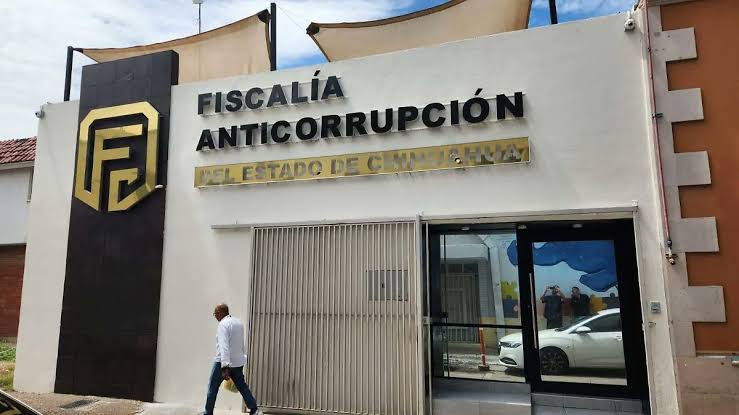 FISCALÍA
ANTICORRUPCIÓN
DEL ESTADO DE CHIHUAHUA